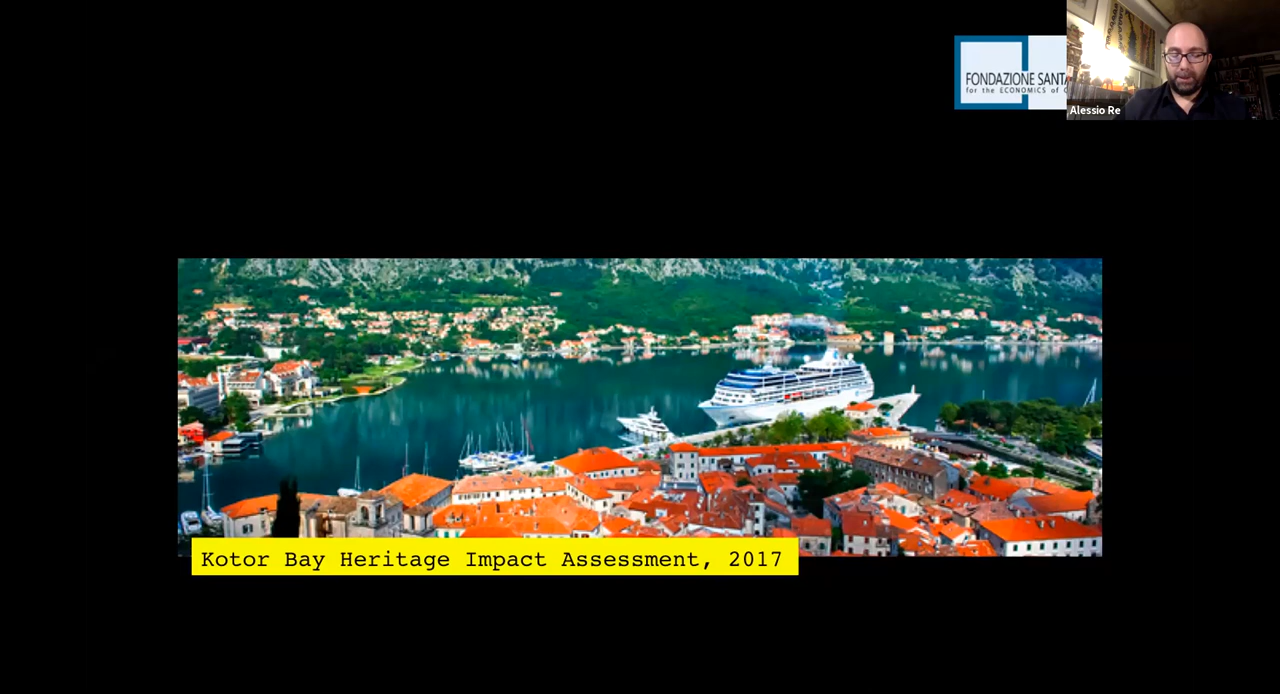 FONDAZIONE SANTA
for the ECONOMICS of
Alessio Re
Kotor Bay Heritage Impact Assessment, 2017